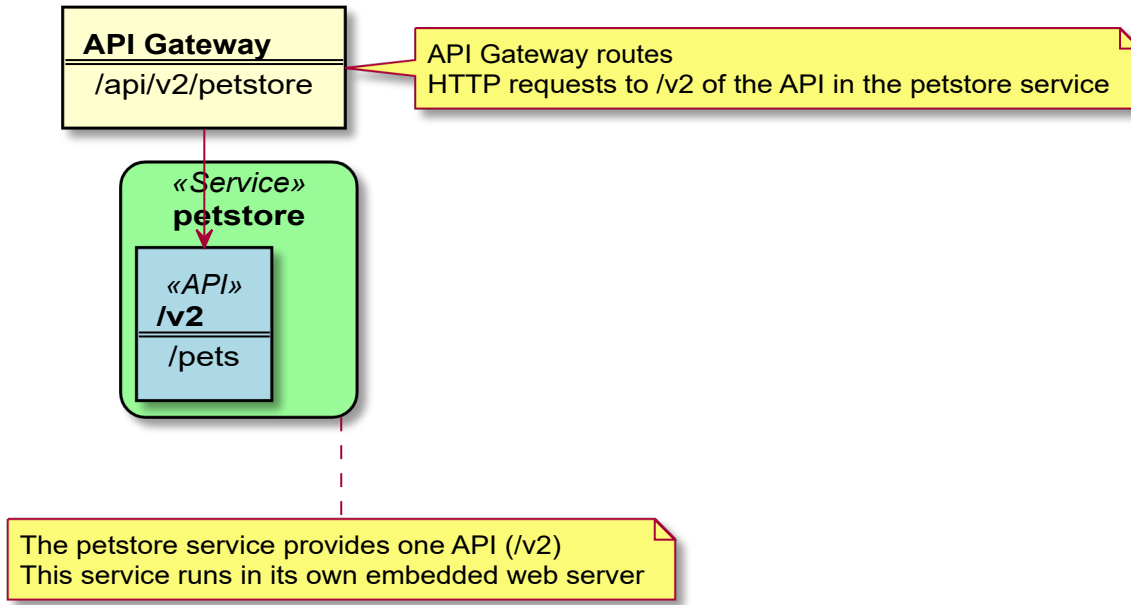 API Gateway
/api/v2/petstore
API Gateway routes
HTTP requests to /v2 of the API in the petstore service
«Service»
petstore
«API»
/v2
/pets
The petstore service provides one API (/v2)
This service runs in its own embedded web server